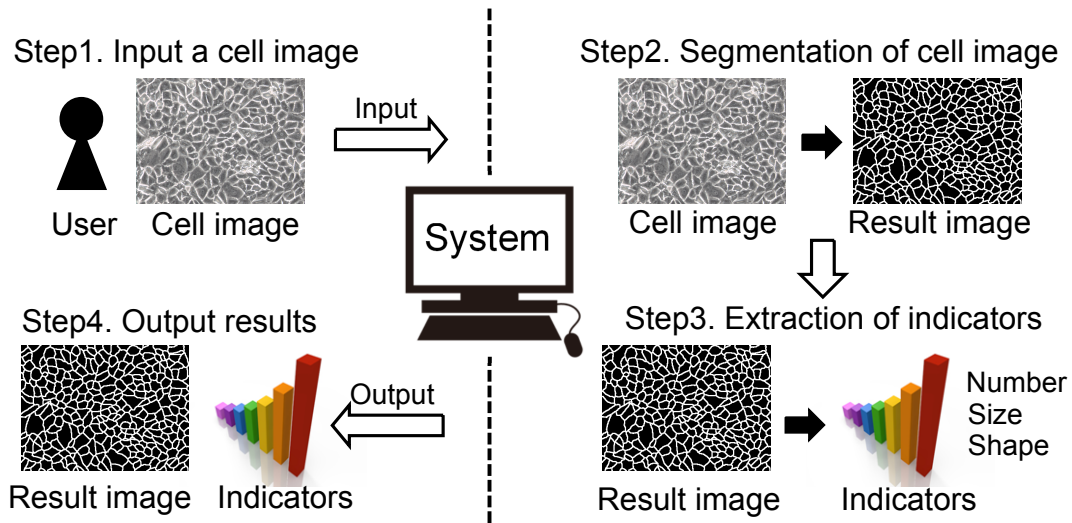 Step1. Input a cell image
Input
User
Cell image
System
Step2. Segmentation of cell image
Cell image
Result image
Step3. Extraction of indicators
Number
Size
Shape
Result image
Indicators
Step4. Output results
Output
Result image
Indicators